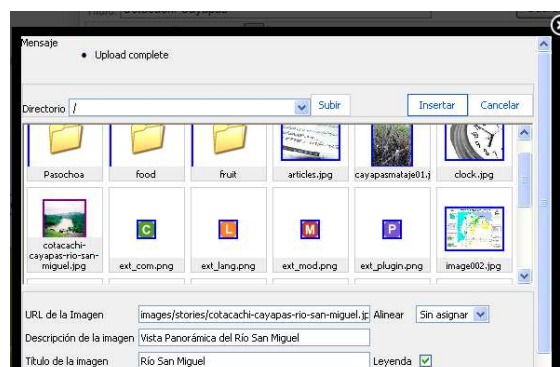 Mensaje
Upload complete
Directorio / Subir Insertar Cancelar
Pasochoa food fruit articles.jpg cayapasmataje01.j clock.jpg
cotacachi-
cayapas-rio-san-
miguel.jpg ext_com.png ext_lang.png ext_mod.png ext_plugin.png image002.jpg
C L M P
URL de la Imagen images/stories/cotacachi-cayapas-rio-san-miguel.jp Alinear Sin asignar
Descripción de la imagen Vista Panorámica del Río San Miguel
Título de la imagen Río San Miguel Leyenda